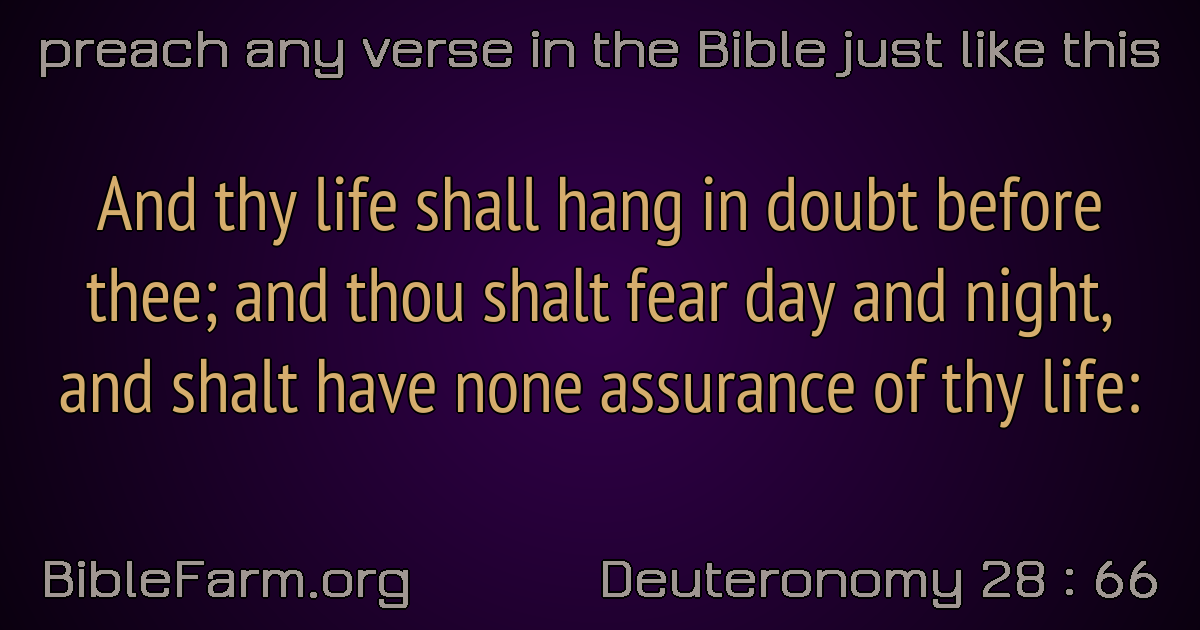 preach any verse in the Bible just like this
And thy life shall hang in doubt before
thee; and thou shalt fear day and night,
and shalt have none assurance of thy life:
BibleFarm.org
Deuteronomy 28 : 66